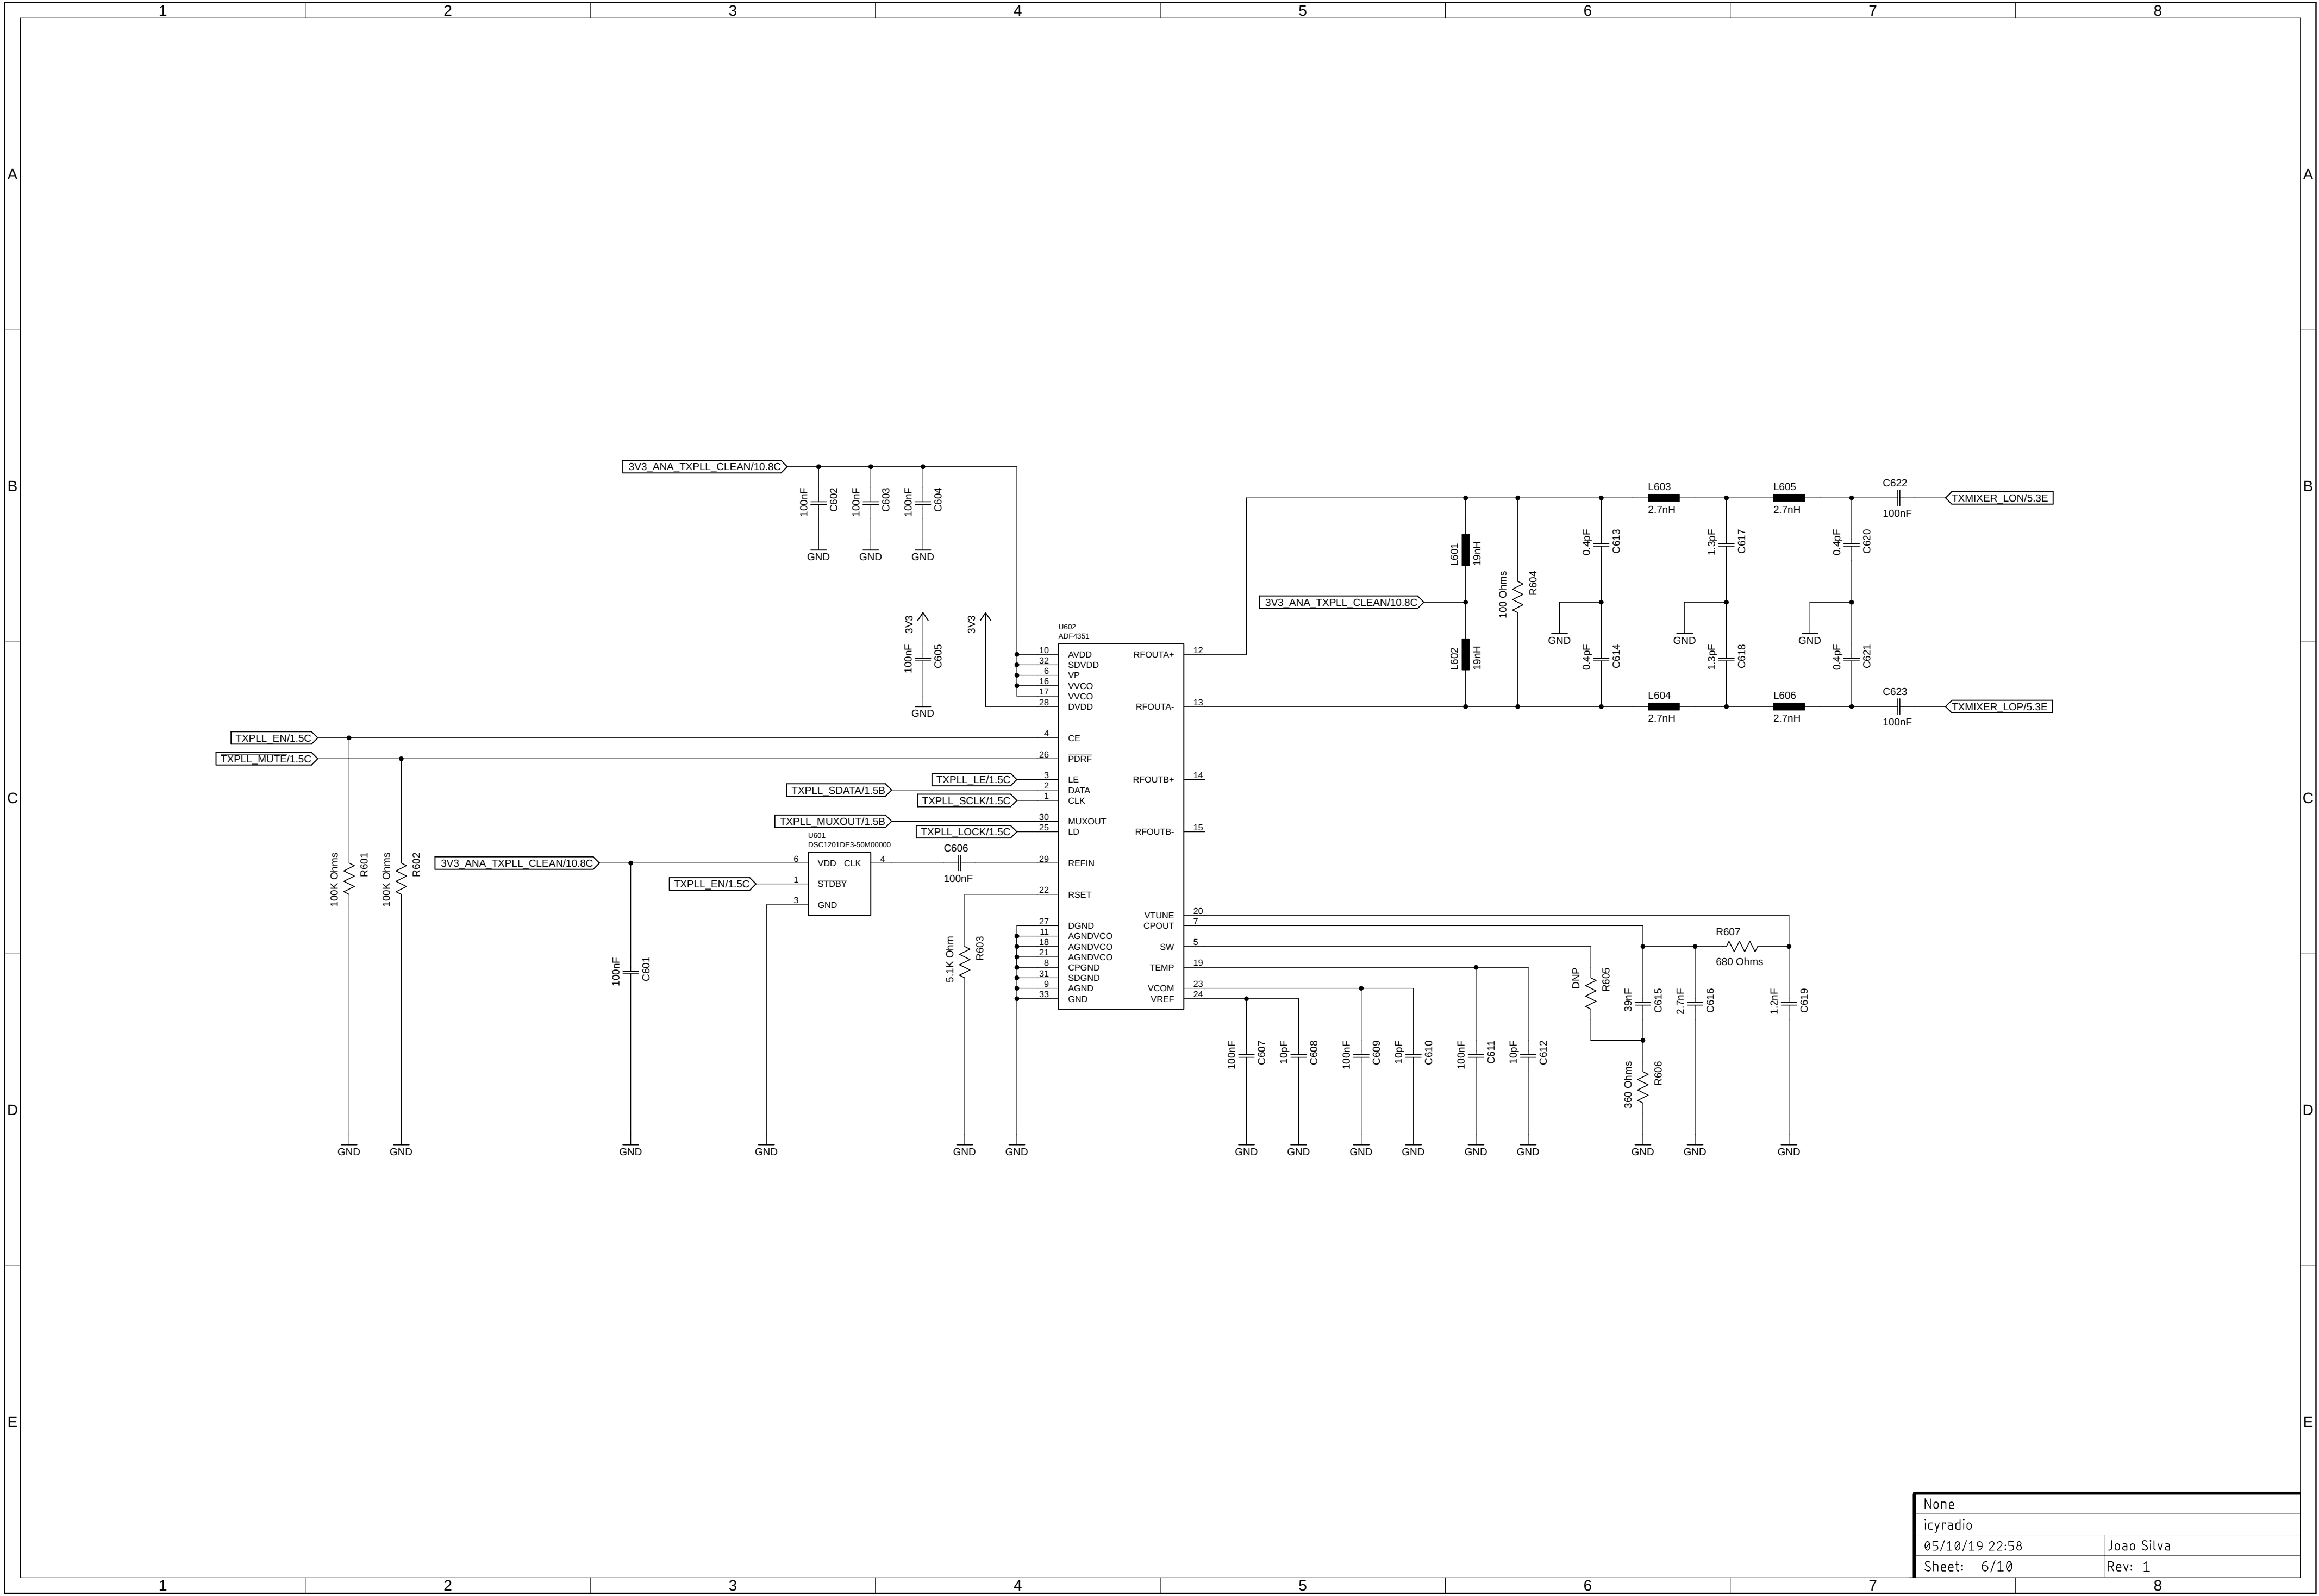 1 2 3 4 5 6 7 8
A A
B B
C C
D D
E E
3V3_ANA_TXPLL_CLEAN/10.8C
100nF C602
100nF C603
100nF C604
GND GND GND
3V3
100nF C605
GND
3V3
U602
ADF4351
10 AVDD
32 SDVDD
6 VP
16 VVCO
17 VVCO
28 DVDD
4 CE
26 PDRF
3 LE
2 DATA
1 CLK
30 MUXOUT
25 LD
29 REFIN
22 RSET
27 DGND
11 AGNDVCO
18 AGNDVCO
21 AGNDVCO
8 CPGND
31 SDGND
9 AGND
33 GND
RFOUTA+ 12
RFOUTA- 13
RFOUTB+ 14
RFOUTB- 15
VTUNE 20
CPOUT 7
SW 5
TEMP 19
VCOM 23
VREF 24
TXPLL_EN/1.5C
TXPLL_MUTE/1.5C
TXPLL_LE/1.5C
TXPLL_SDATA/1.5B
TXPLL_SCLK/1.5C
TXPLL_MUXOUT/1.5B
TXPLL_LOCK/1.5C
U601
DSC1201DE3-50M00000
6 VDD CLK 4
1 STDBY
3 GND
3V3_ANA_TXPLL_CLEAN/10.8C
TXPLL_EN/1.5C
C606
100nF
100K Ohms R601
100K Ohms R602
100nF C601
5.1K Ohm R603
GND GND GND GND GND GND
3V3_ANA_TXPLL_CLEAN/10.8C
L601 19nH
L602 19nH
100 Ohms R604
0.4pF C613
0.4pF C614
GND
L603
2.7nH
L604
2.7nH
1.3pF C617
1.3pF C618
GND
L605
2.7nH
L606
2.7nH
0.4pF C620
0.4pF C621
GND
C622
100nF
C623
100nF
TXMIXER_LON/5.3E
TXMIXER_LOP/5.3E
100nF C607
10pF C608
100nF C609
10pF C610
100nF C611
10pF C612
DNP R605
39nF C615
360 Ohms R606
2.7nF C616
R607
680 Ohms
1.2nF C619
GND GND GND GND GND GND GND GND GND
None
icyradio
05/10/19 22:58 Joao Silva
Sheet: 6/10 Rev: 1
1 2 3 4 5 6 7 8